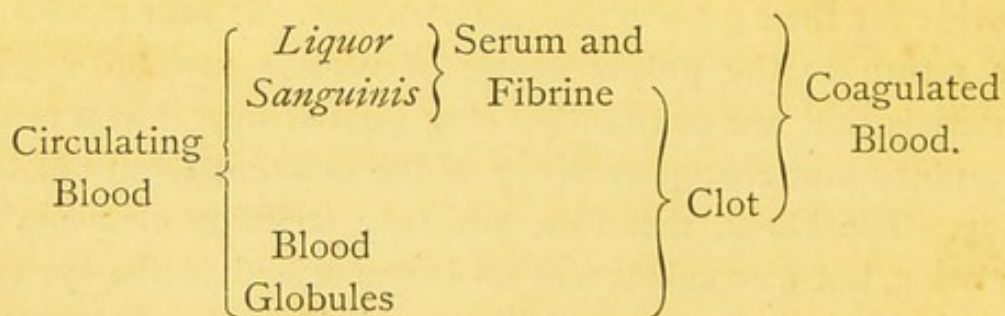 Liquor } Serum and
Sanguinis } Fibrine
Coagulated
Blood.
Circulating
Blood
Clot
Blood
Globules